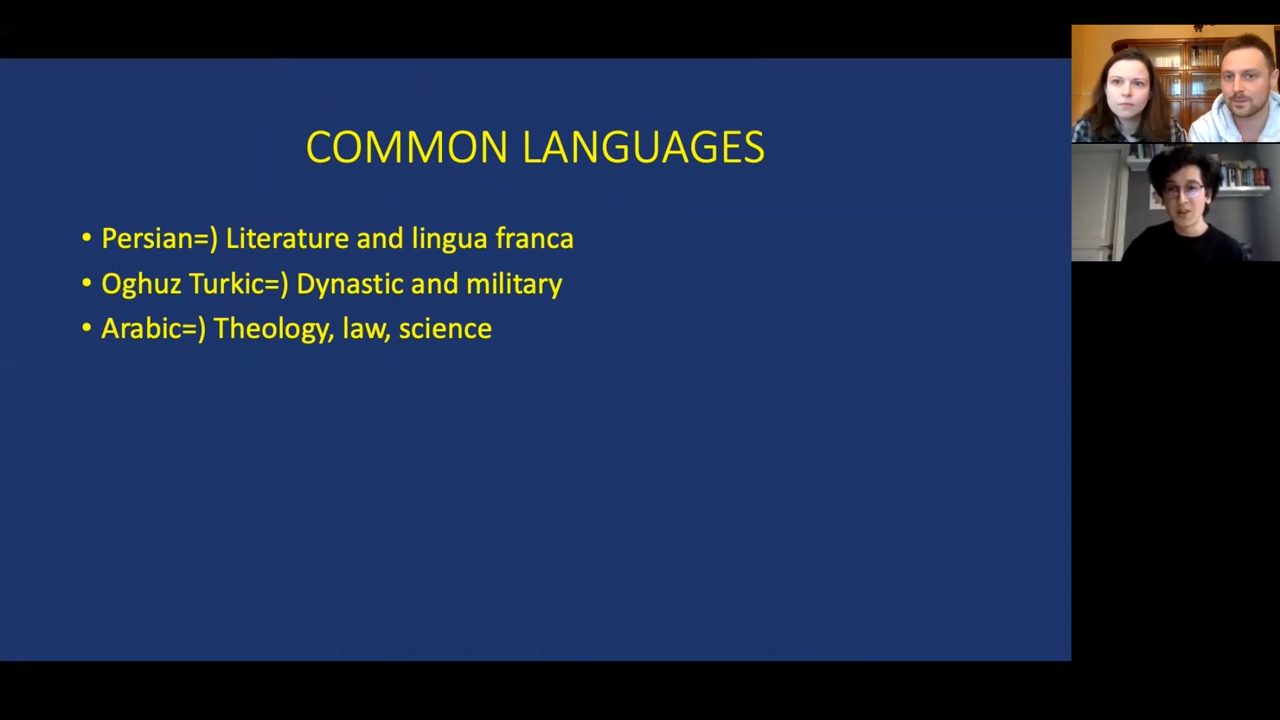 COMMON LANGUAGES
• Persian=) Literature and lingua franca
• Oghuz Turkic=) Dynastic and military
• Arabic=) Theology, law, science